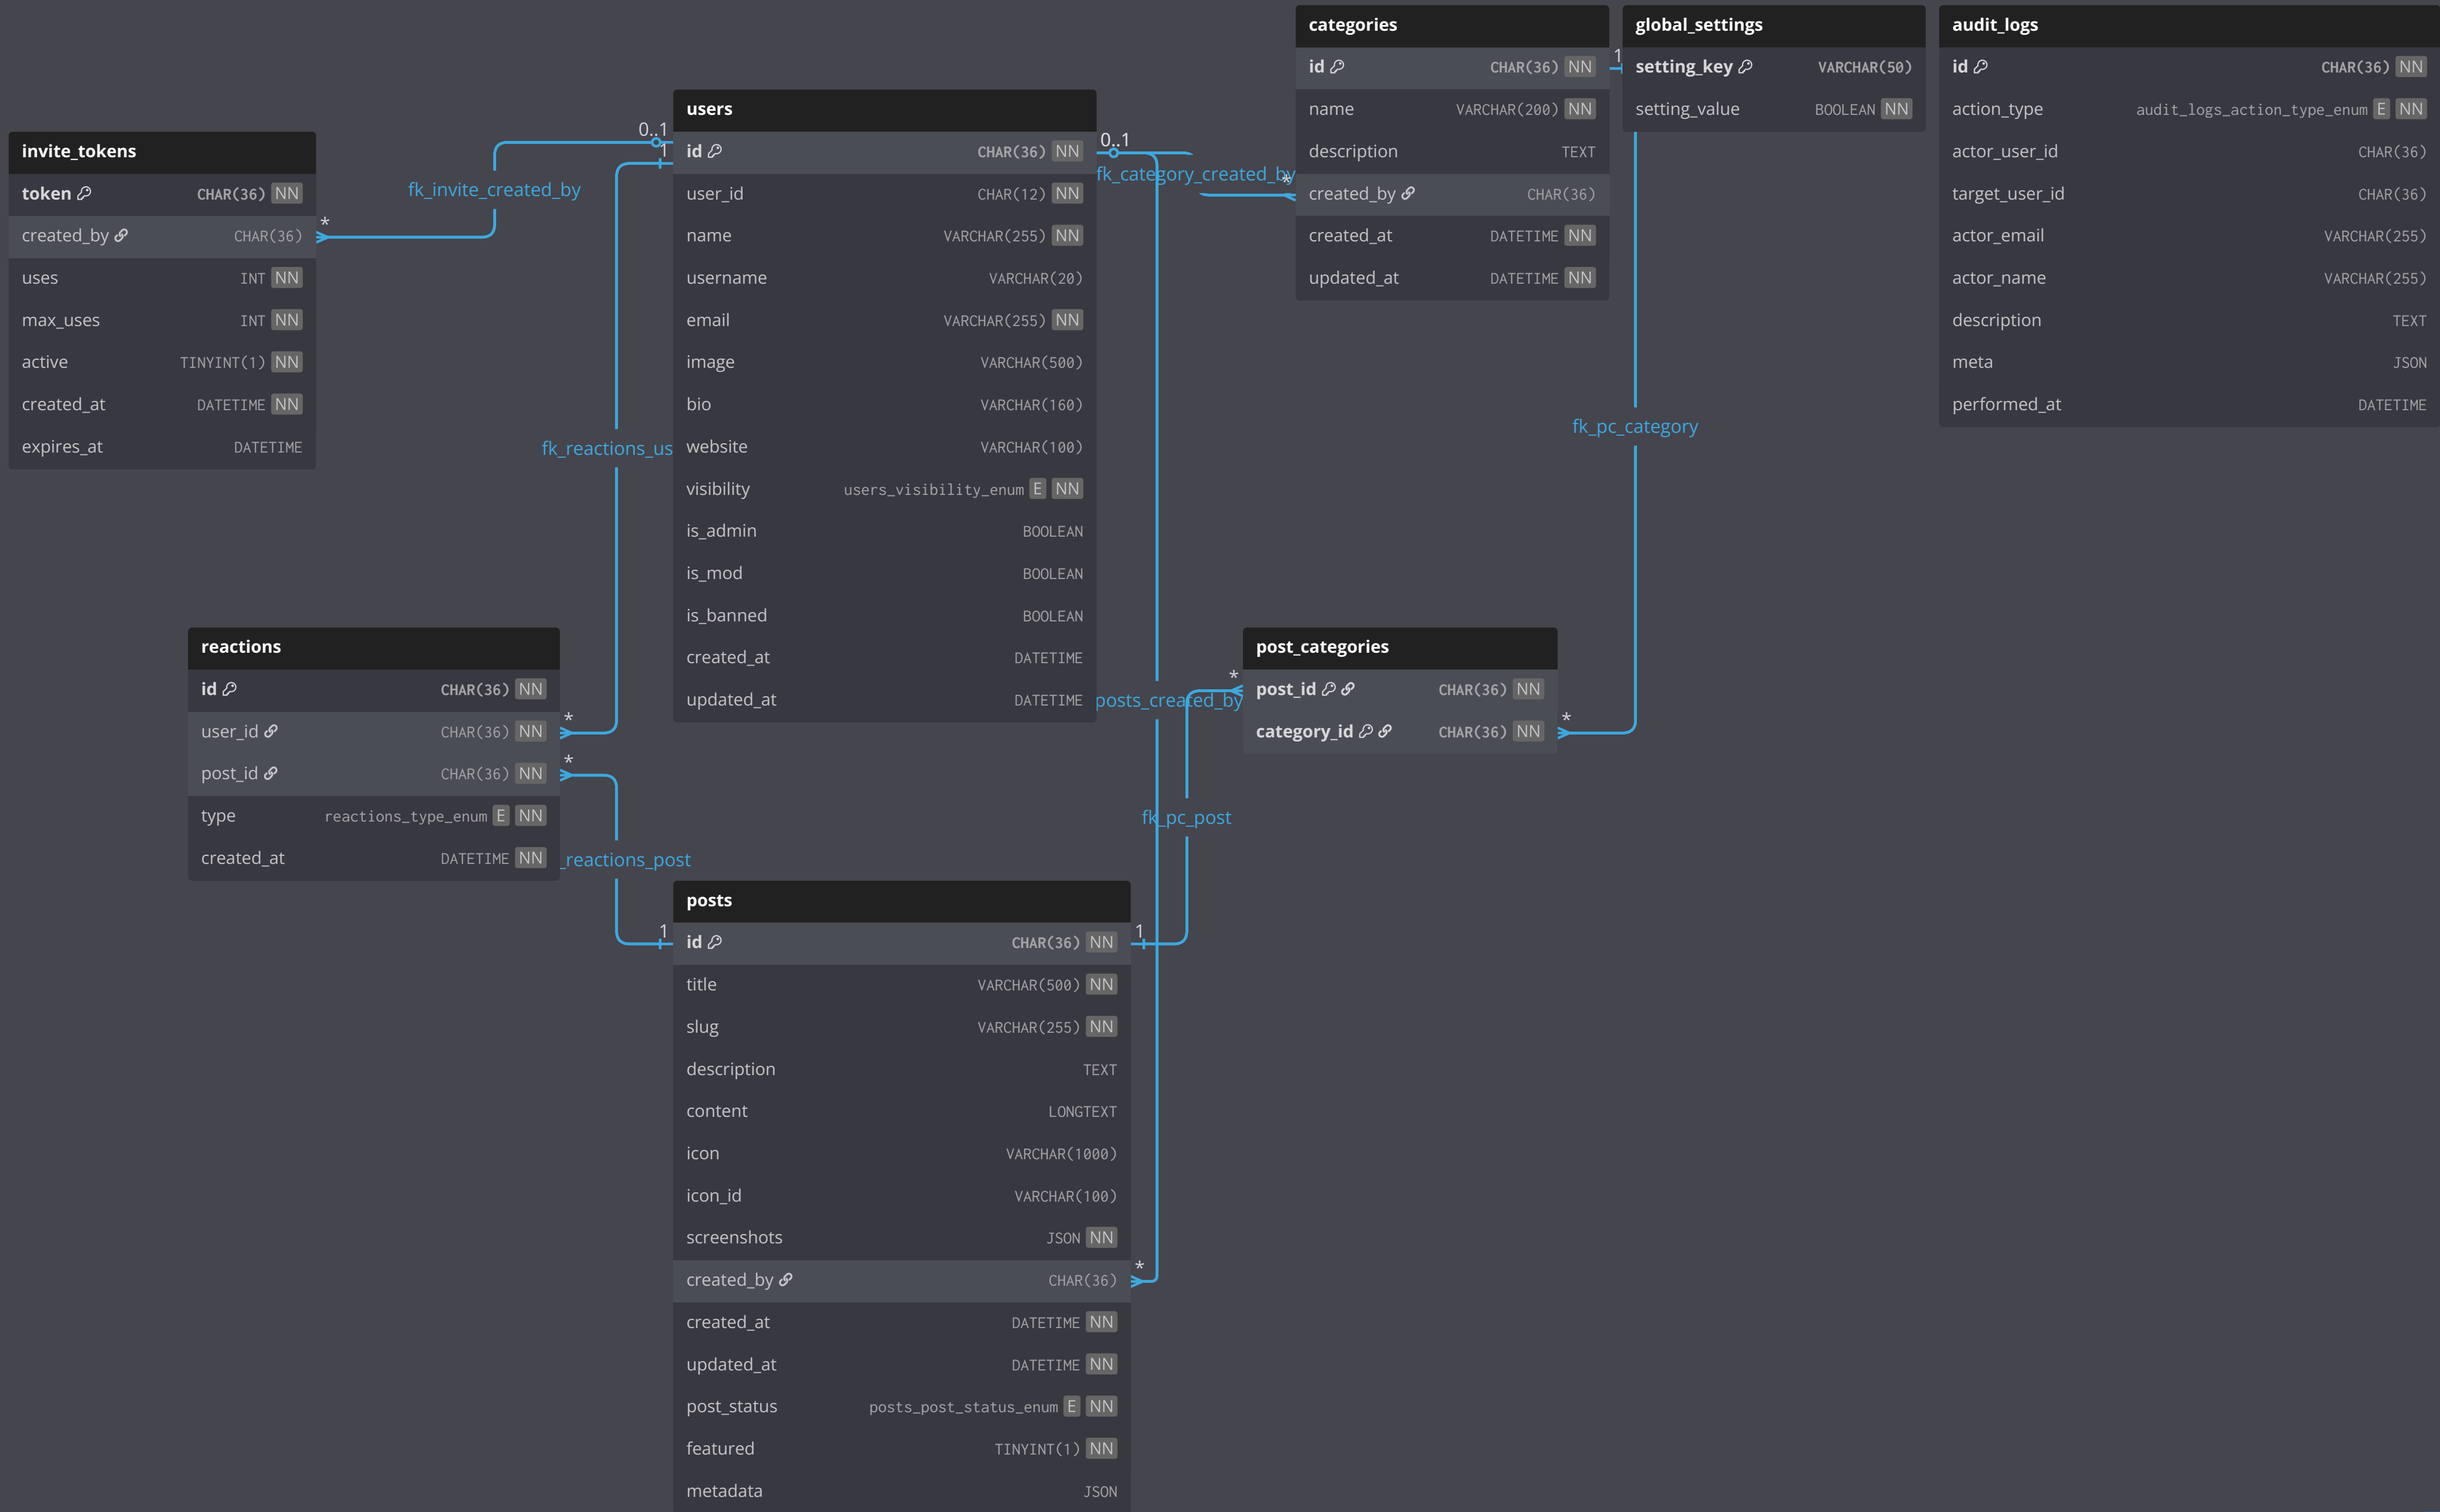 invite_tokens
token CHAR(36) NN
created_by CHAR(36)
uses INT NN
max_uses INT NN
active TINYINT(1) NN
created_at DATETIME NN
expires_at DATETIME
*
fk_invite_created_by
0..1
1
users
id CHAR(36) NN
user_id CHAR(12) NN
name VARCHAR(255) NN
username VARCHAR(20)
email VARCHAR(255) NN
image VARCHAR(500)
bio VARCHAR(160)
website VARCHAR(100)
visibility users_visibility_enum E NN
is_admin BOOLEAN
is_mod BOOLEAN
is_banned BOOLEAN
created_at DATETIME
updated_at DATETIME
0..1
fk_category_created_by
*
categories
id CHAR(36) NN
name VARCHAR(200) NN
description TEXT
created_by CHAR(36)
created_at DATETIME NN
updated_at DATETIME NN
1
global_settings
setting_key VARCHAR(50)
setting_value BOOLEAN NN
audit_logs
id CHAR(36) NN
action_type audit_logs_action_type_enum E NN
actor_user_id CHAR(36)
target_user_id CHAR(36)
actor_email VARCHAR(255)
actor_name VARCHAR(255)
description TEXT
meta JSON
performed_at DATETIME
fk_pc_category
fk_reactions_us
reactions
id CHAR(36) NN
user_id CHAR(36) NN
post_id CHAR(36) NN
type reactions_type_enum E NN
created_at DATETIME NN
*
*
_reactions_post
posts_created_by
*
post_categories
post_id CHAR(36) NN
category_id CHAR(36) NN
*
fk_pc_post
1
1
posts
id CHAR(36) NN
title VARCHAR(500) NN
slug VARCHAR(255) NN
description TEXT
content LONGTEXT
icon VARCHAR(1000)
icon_id VARCHAR(100)
screenshots JSON NN
created_by CHAR(36)
*
created_at DATETIME NN
updated_at DATETIME NN
post_status posts_post_status_enum E NN
featured TINYINT(1) NN
metadata JSON